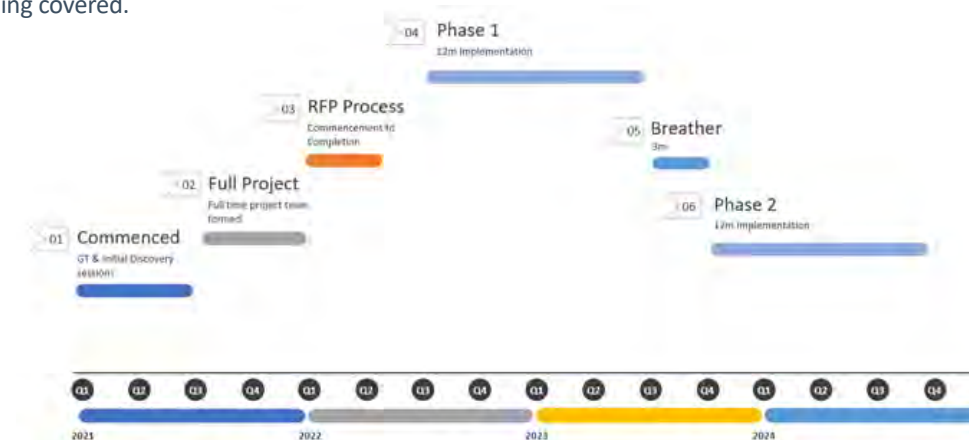 ing covered.
04 Phase 1
12m Implementation
03 RFP Process
Commencement to
Completion
05 Breather
3m
02 Full Project
Full time project team
formed
06 Phase 2
12m Implementation
01 Commenced
GT & Initial Discovery
sessions
Q1 Q2 Q3 Q4 Q1 Q2 Q3 Q4 Q1 Q2 Q3 Q4 Q1 Q2 Q3 Q4
2021 2022 2023 2024